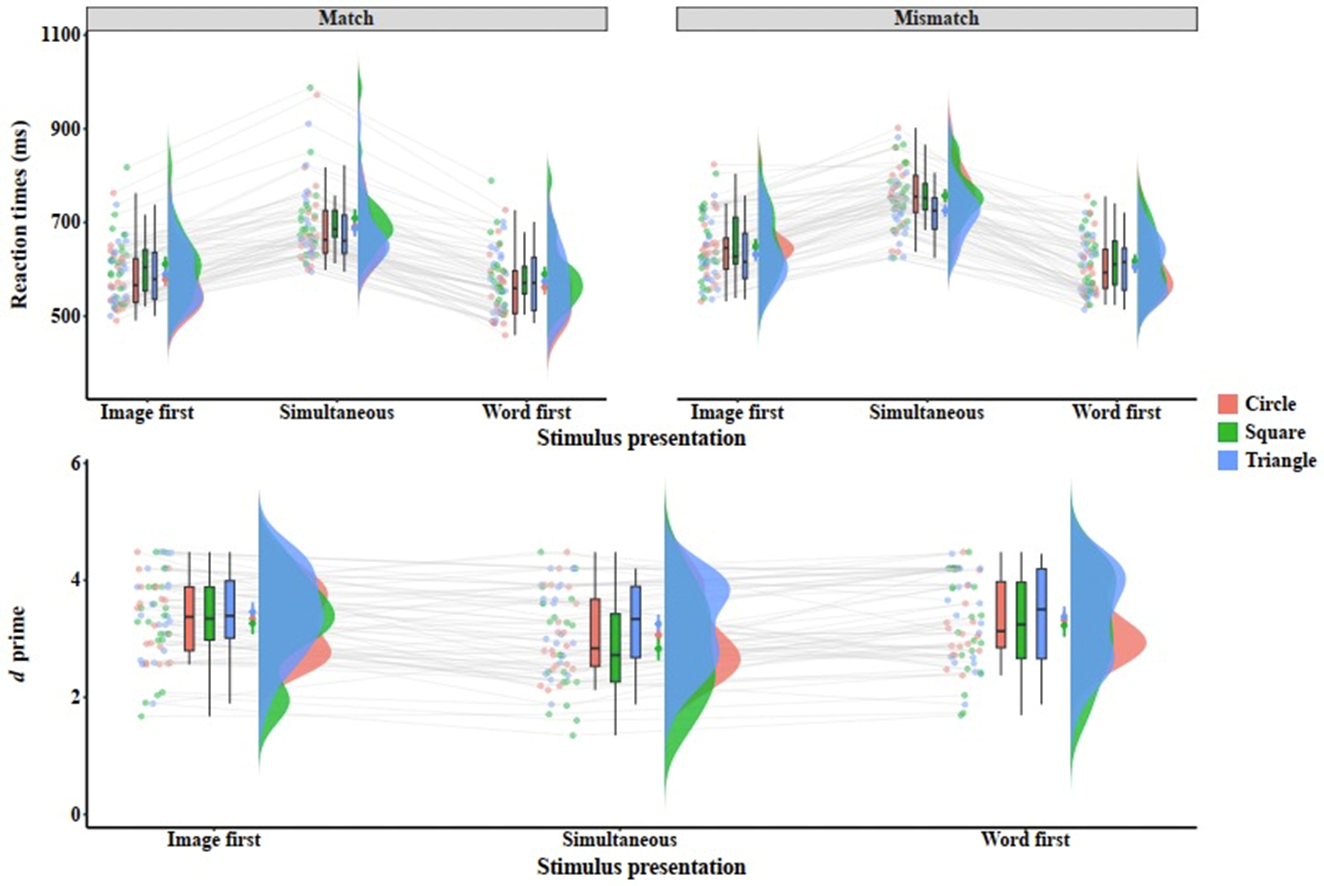 Match
Mismatch
1100
900
700
500
Reaction times (ms)
Image first
Simultaneous
Word first
Image first
Simultaneous
Word first
Stimulus presentation
Circle
Square
Triangle
6
4
2
0
d prime
Image first
Simultaneous
Word first
Stimulus presentation